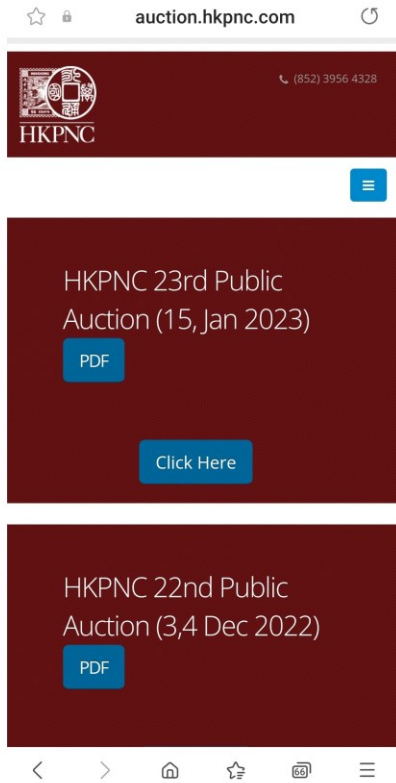 auction.hkpnc.com
(852) 3956 4328
HKPNC
HKPNC 23rd Public
Auction (15, Jan 2023)
PDF
Click Here
HKPNC 22nd Public
Auction (3,4 Dec 2022)
PDF
66